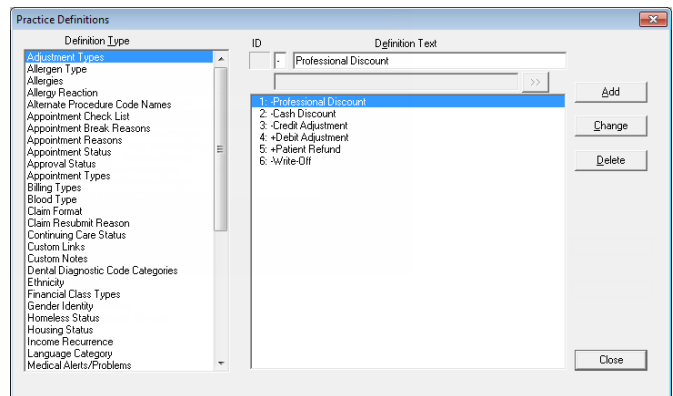 Practice Definitions
Definition Type
ID
Definition Text
- Professional Discount
>>
Adjustment Types
Allergen Type
Allergies
Allergy Reaction
Alternate Procedure Code Names
Appointment Check List
Appointment Break Reasons
Appointment Reasons
Appointment Status
Approval Status
Appointment Types
Billing Types
Blood Type
Claim Format
Claim Resubmit Reason
Continuing Care Status
Custom Links
Custom Notes
Dental Diagnostic Code Categories
Ethnicity
Financial Class Types
Gender Identity
Homeless Status
Housing Status
Income Recurrence
Language Category
Medical Alerts/Problems
1: -Professional Discount
2: -Cash Discount
3: -Credit Adjustment
4: +Debit Adjustment
5: +Patient Refund
6: -Write-Off
Add
Change
Delete
Close